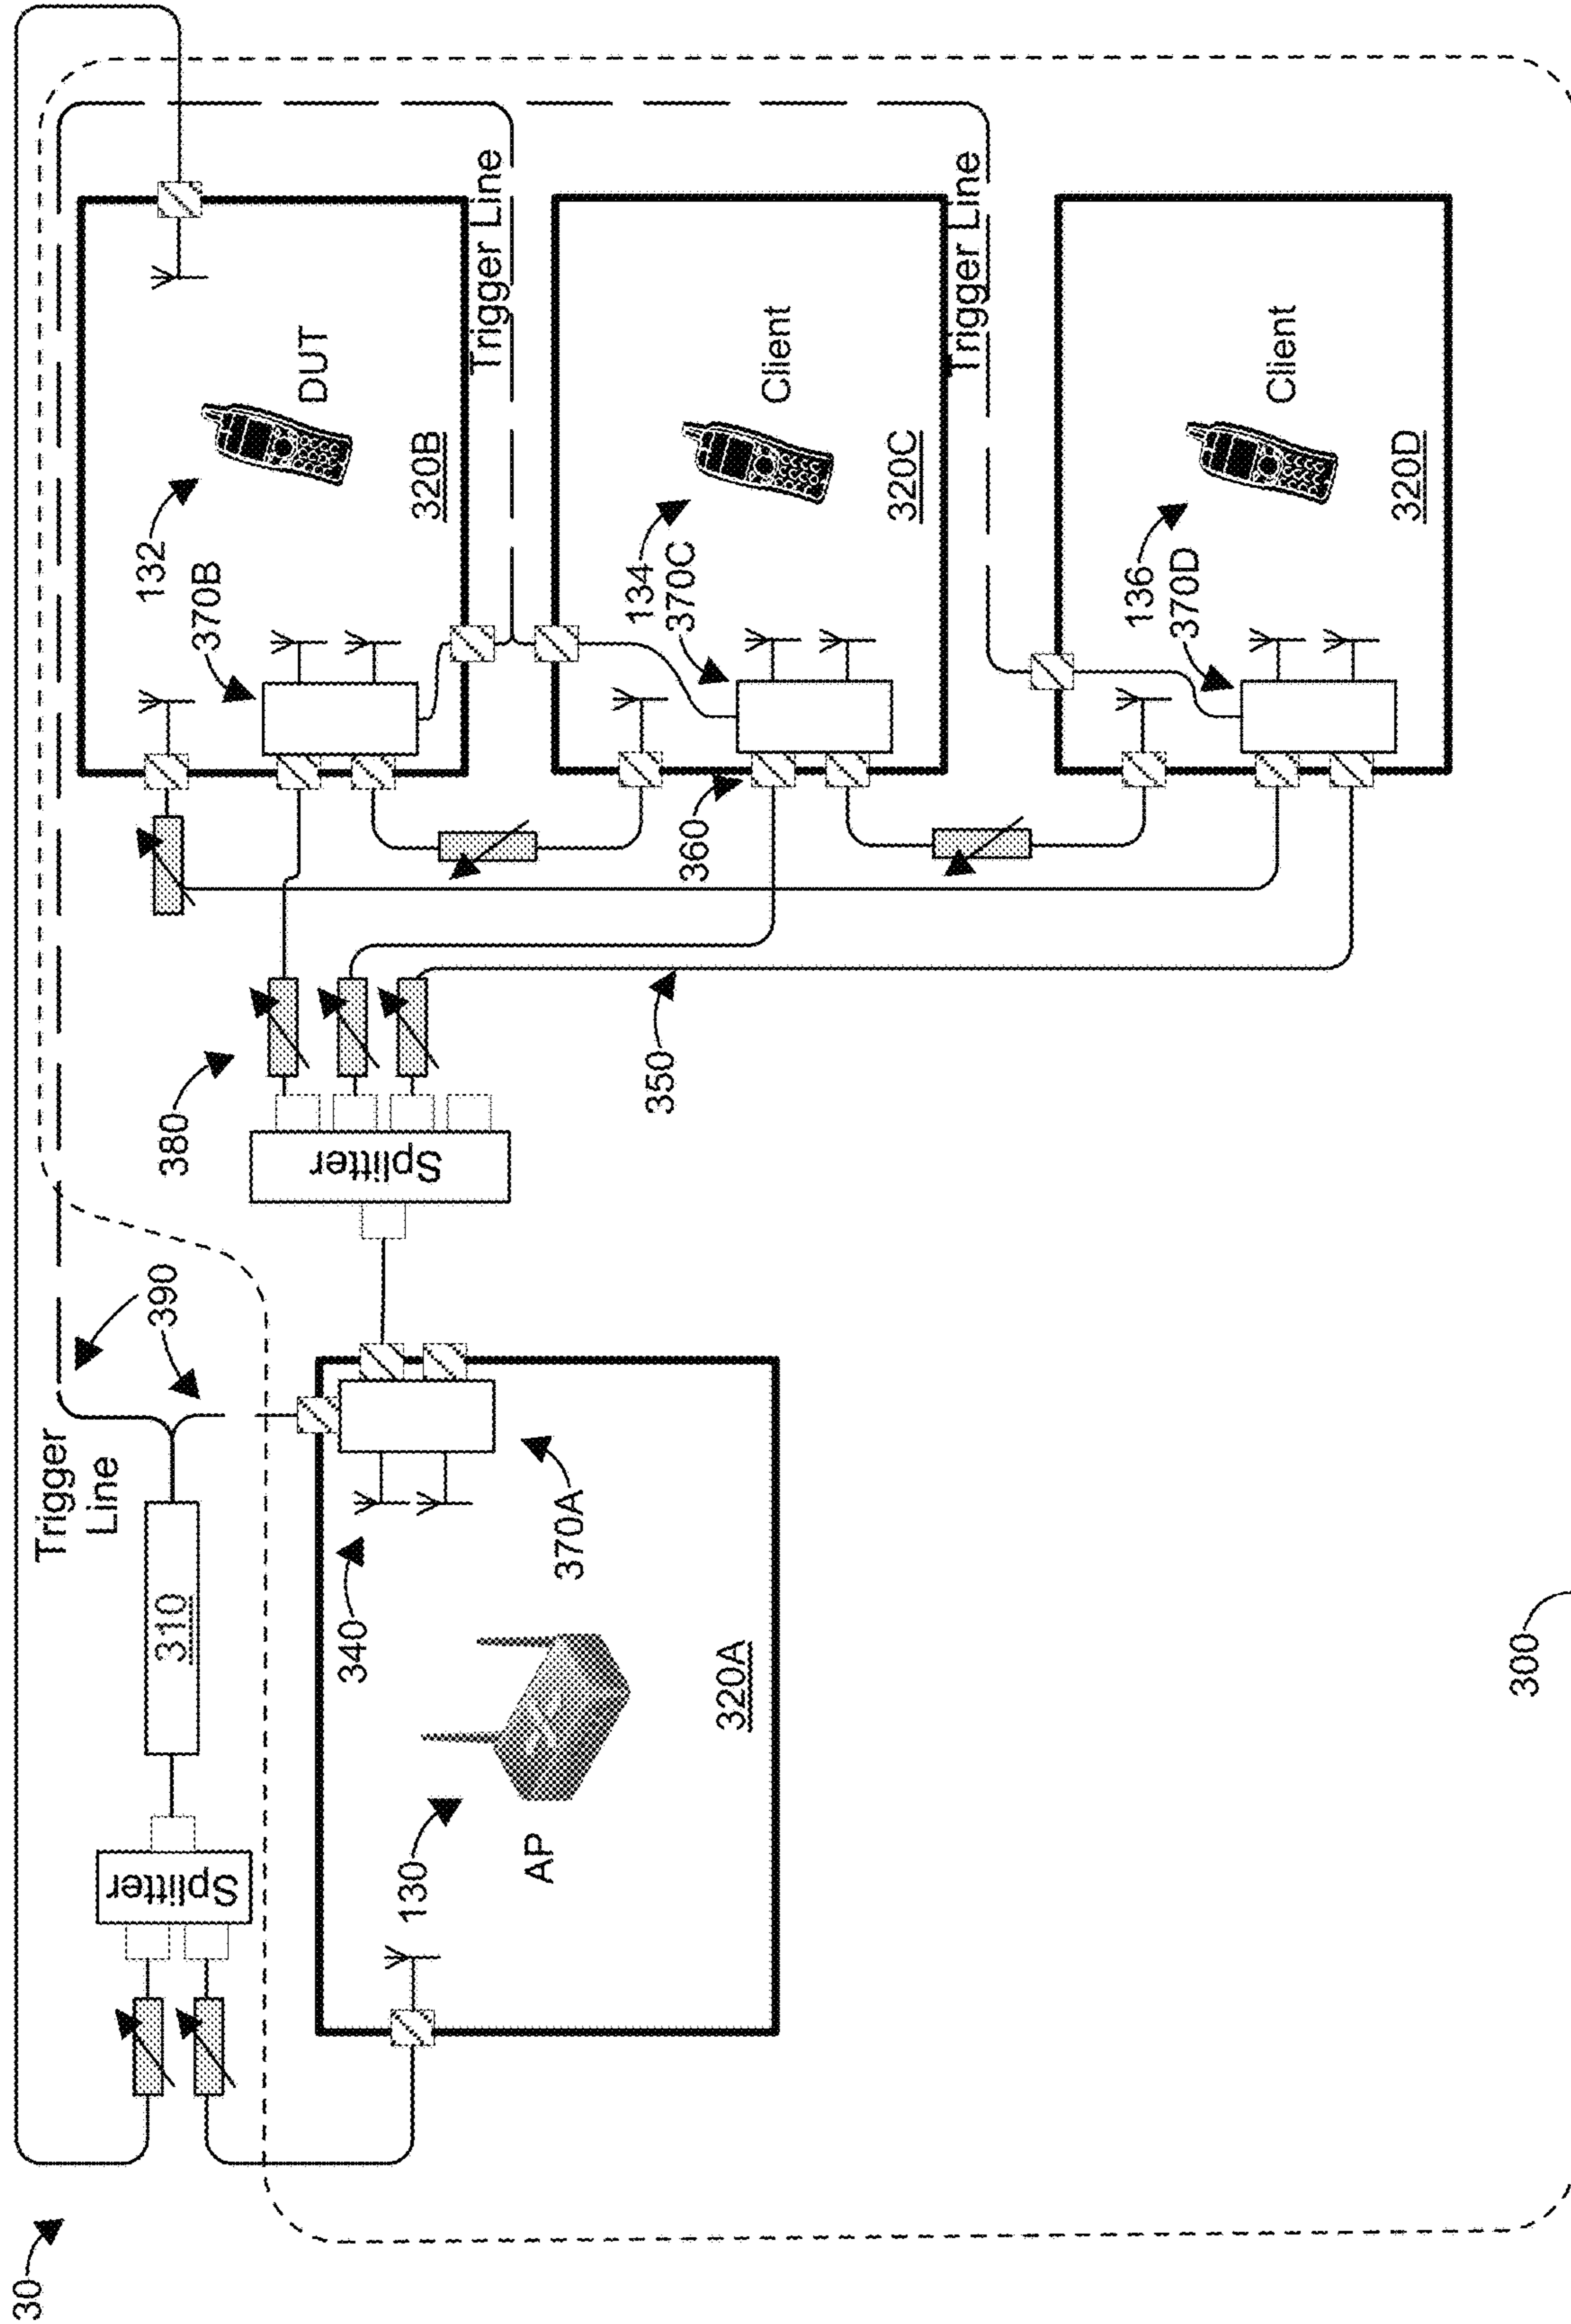 30
Trigger
Line
390
310
Splitter
380
Splitter
350
340
370A
130
AP
320A
300
132
370B
DUT
320B
Trigger Line
134
370C
360
Client
320C
Trigger Line
136
370D
Client
320D